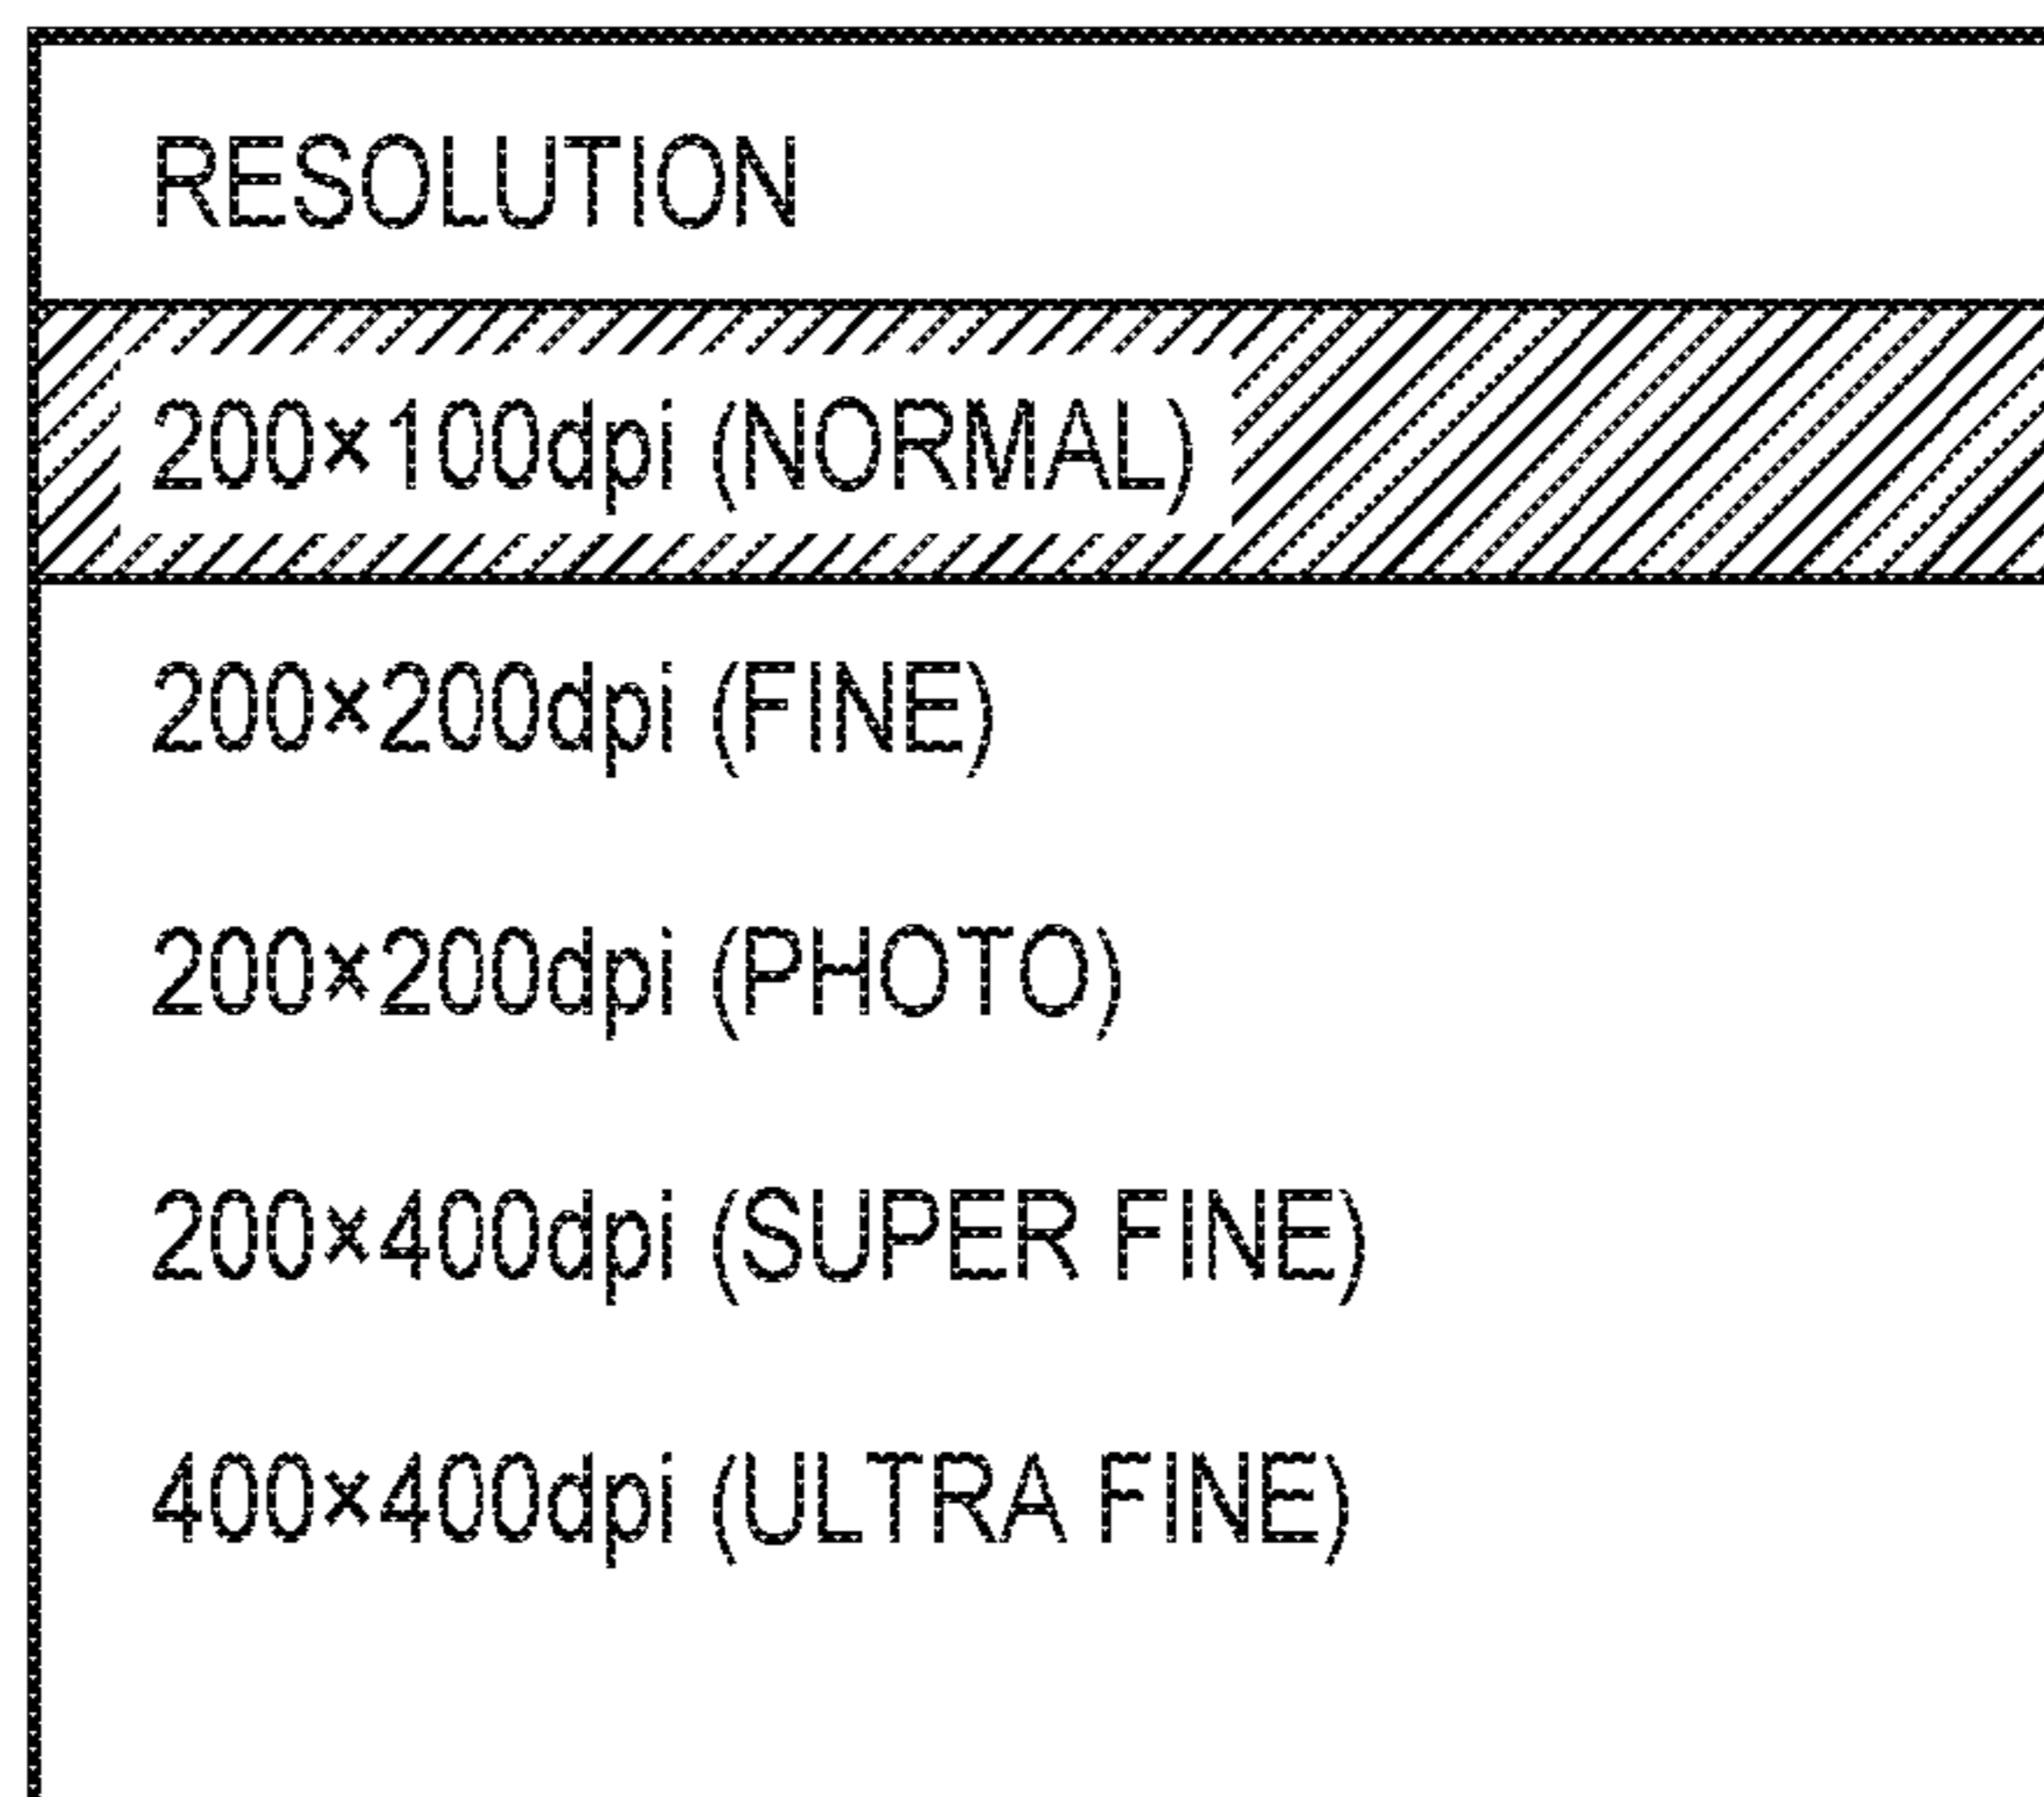 RESOLUTION
200×100dpi (NORMAL)
200×200dpi (FINE)
200×200dpi (PHOTO)
200×400dpi (SUPER FINE)
400×400dpi (ULTRA FINE)